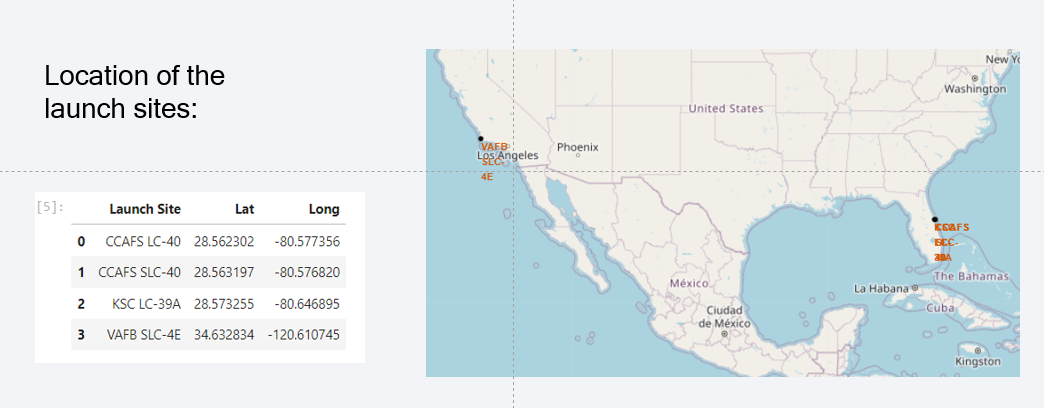 Location of the
launch sites:
[5]:
Launch Site Lat Long
0 CCAFS LC-40 28.562302 -80.577356
1 CCAFS SLC-40 28.563197 -80.576820
2 KSC LC-39A 28.573255 -80.646895
3 VAFB SLC-4E 34.632834 -120.610745
New Yo
Washington
United States
VAFB
SLC-
4E
Los Angeles
Phoenix
CCAFS
The Bahamas
La Habana
México
Cuba
Ciudad
de México
Kingston